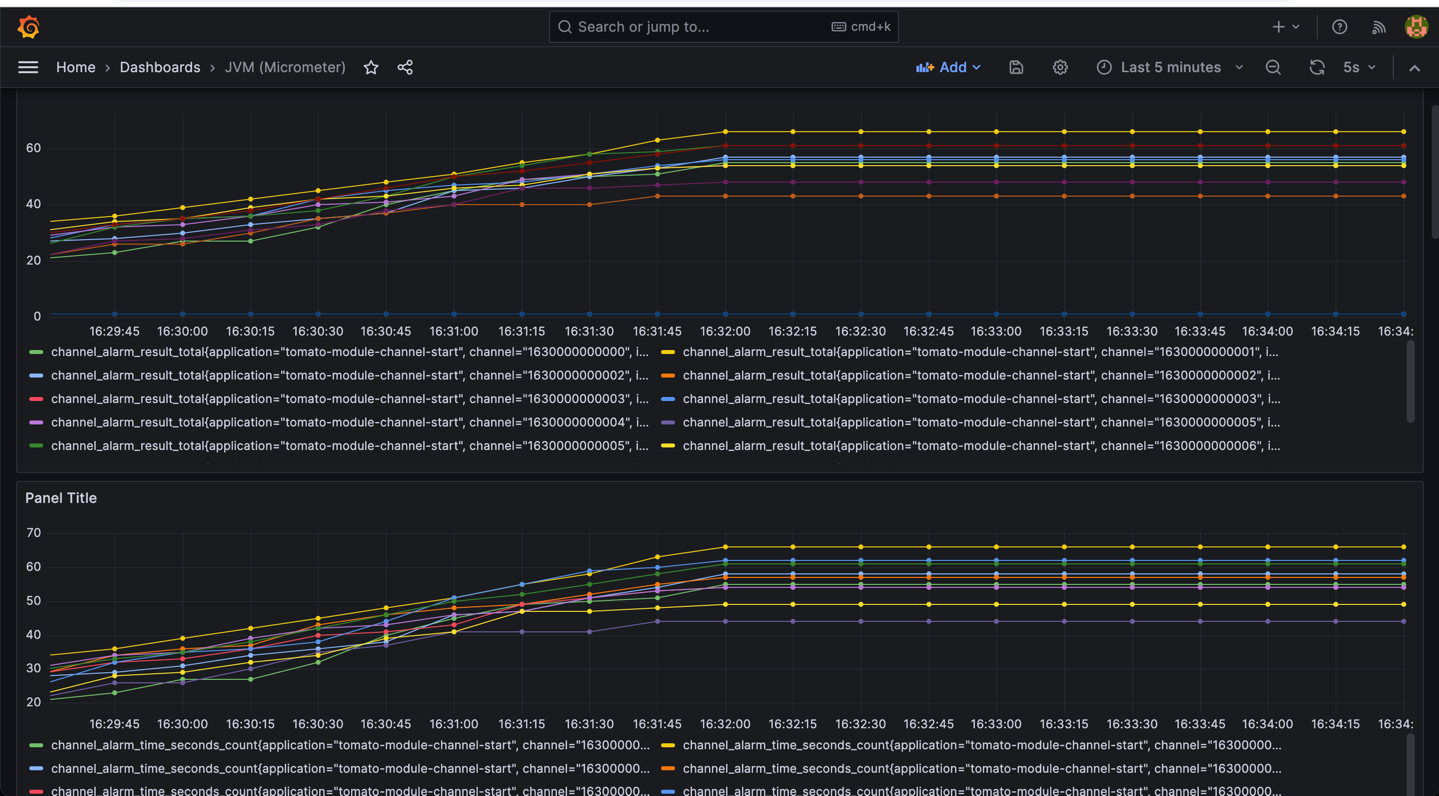 Search or jump to... cmd+k
Home › Dashboards › JVM (Micrometer) Add Last 5 minutes 5s
60
40
20
0
16:29:45 16:30:00 16:30:15 16:30:30 16:30:45 16:31:00 16:31:15 16:31:30 16:31:45 16:32:00 16:32:15 16:32:30 16:32:45 16:33:00 16:33:15 16:33:30 16:33:45 16:34:00 16:34:15 16:34:
channel_alarm_result_total{application="tomato-module-channel-start", channel="1630000000000", i... channel_alarm_result_total{application="tomato-module-channel-start", channel="1630000000001", i...
channel_alarm_result_total{application="tomato-module-channel-start", channel="1630000000002", i... channel_alarm_result_total{application="tomato-module-channel-start", channel="1630000000002", i...
channel_alarm_result_total{application="tomato-module-channel-start", channel="1630000000003", i... channel_alarm_result_total{application="tomato-module-channel-start", channel="1630000000003", i...
channel_alarm_result_total{application="tomato-module-channel-start", channel="1630000000004", i... channel_alarm_result_total{application="tomato-module-channel-start", channel="1630000000005", i...
channel_alarm_result_total{application="tomato-module-channel-start", channel="1630000000005", i... channel_alarm_result_total{application="tomato-module-channel-start", channel="1630000000006", i...
Panel Title
70
60
50
40
30
20
16:29:45 16:30:00 16:30:15 16:30:30 16:30:45 16:31:00 16:31:15 16:31:30 16:31:45 16:32:00 16:32:15 16:32:30 16:32:45 16:33:00 16:33:15 16:33:30 16:33:45 16:34:00 16:34:15 16:34:
channel_alarm_time_seconds_count{application="tomato-module-channel-start", channel="16300000... channel_alarm_time_seconds_count{application="tomato-module-channel-start", channel="16300000...
channel_alarm_time_seconds_count{application="tomato-module-channel-start", channel="16300000... channel_alarm_time_seconds_count{application="tomato-module-channel-start", channel="16300000...
channel_alarm_time_seconds_count{application="tomato-module-channel-start", channel="16300000... channel_alarm_time_seconds_count{application="tomato-module-channel-start", channel="16300000...